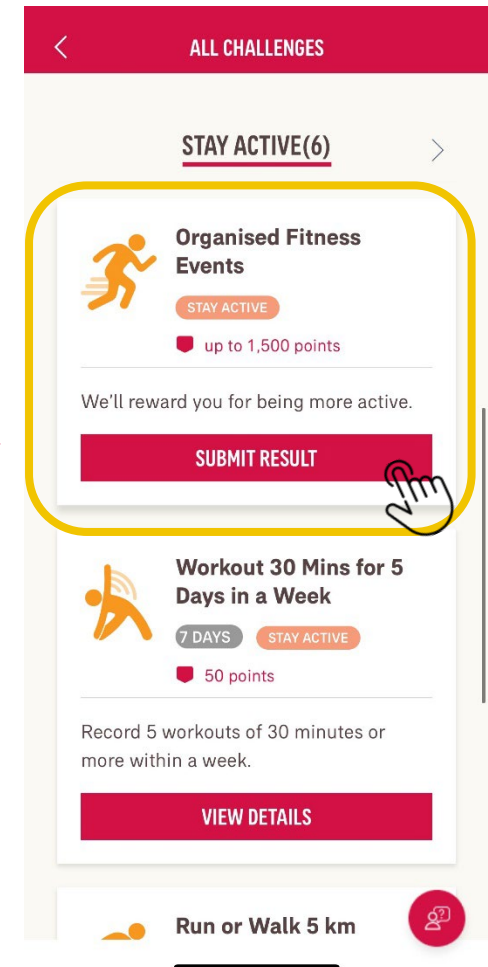 ALL CHALLENGES
STAY ACTIVE(6)
Organised Fitness
Events
STAY ACTIVE
up to 1,500 points
We'll reward you for being more active.
SUBMIT RESULT
Workout 30 Mins for 5
Days in a Week
7 DAYS STAY ACTIVE
50 points
Record 5 workouts of 30 minutes or
more within a week.
VIEW DETAILS
Run or Walk 5 km